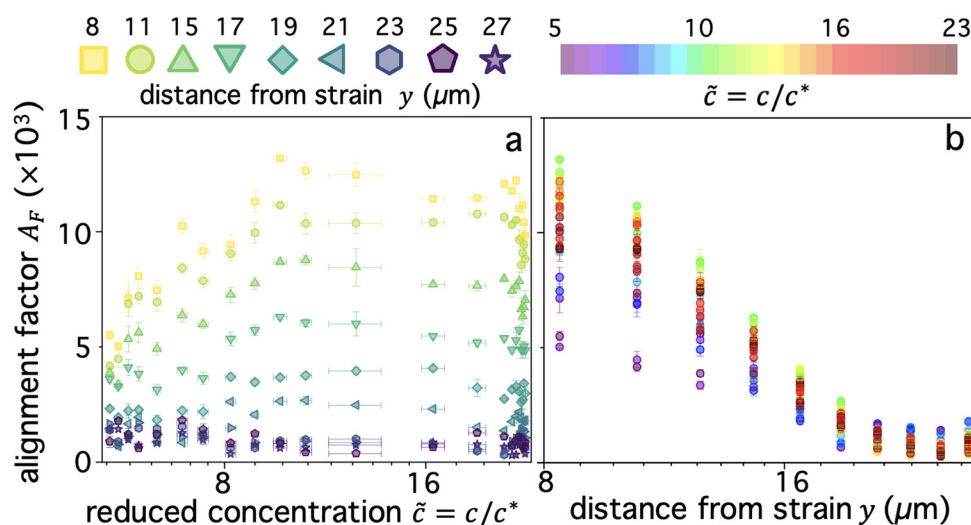 8 11 15 17 19 21 23 25 27
distance from strain y (µm)
5 10 16 23
c̃ = c/c*
alignment factor A_F (×10³)
15
10
5
0
a
8 16
reduced concentration c̃ = c/c*
b
8 16
distance from strain y (µm)